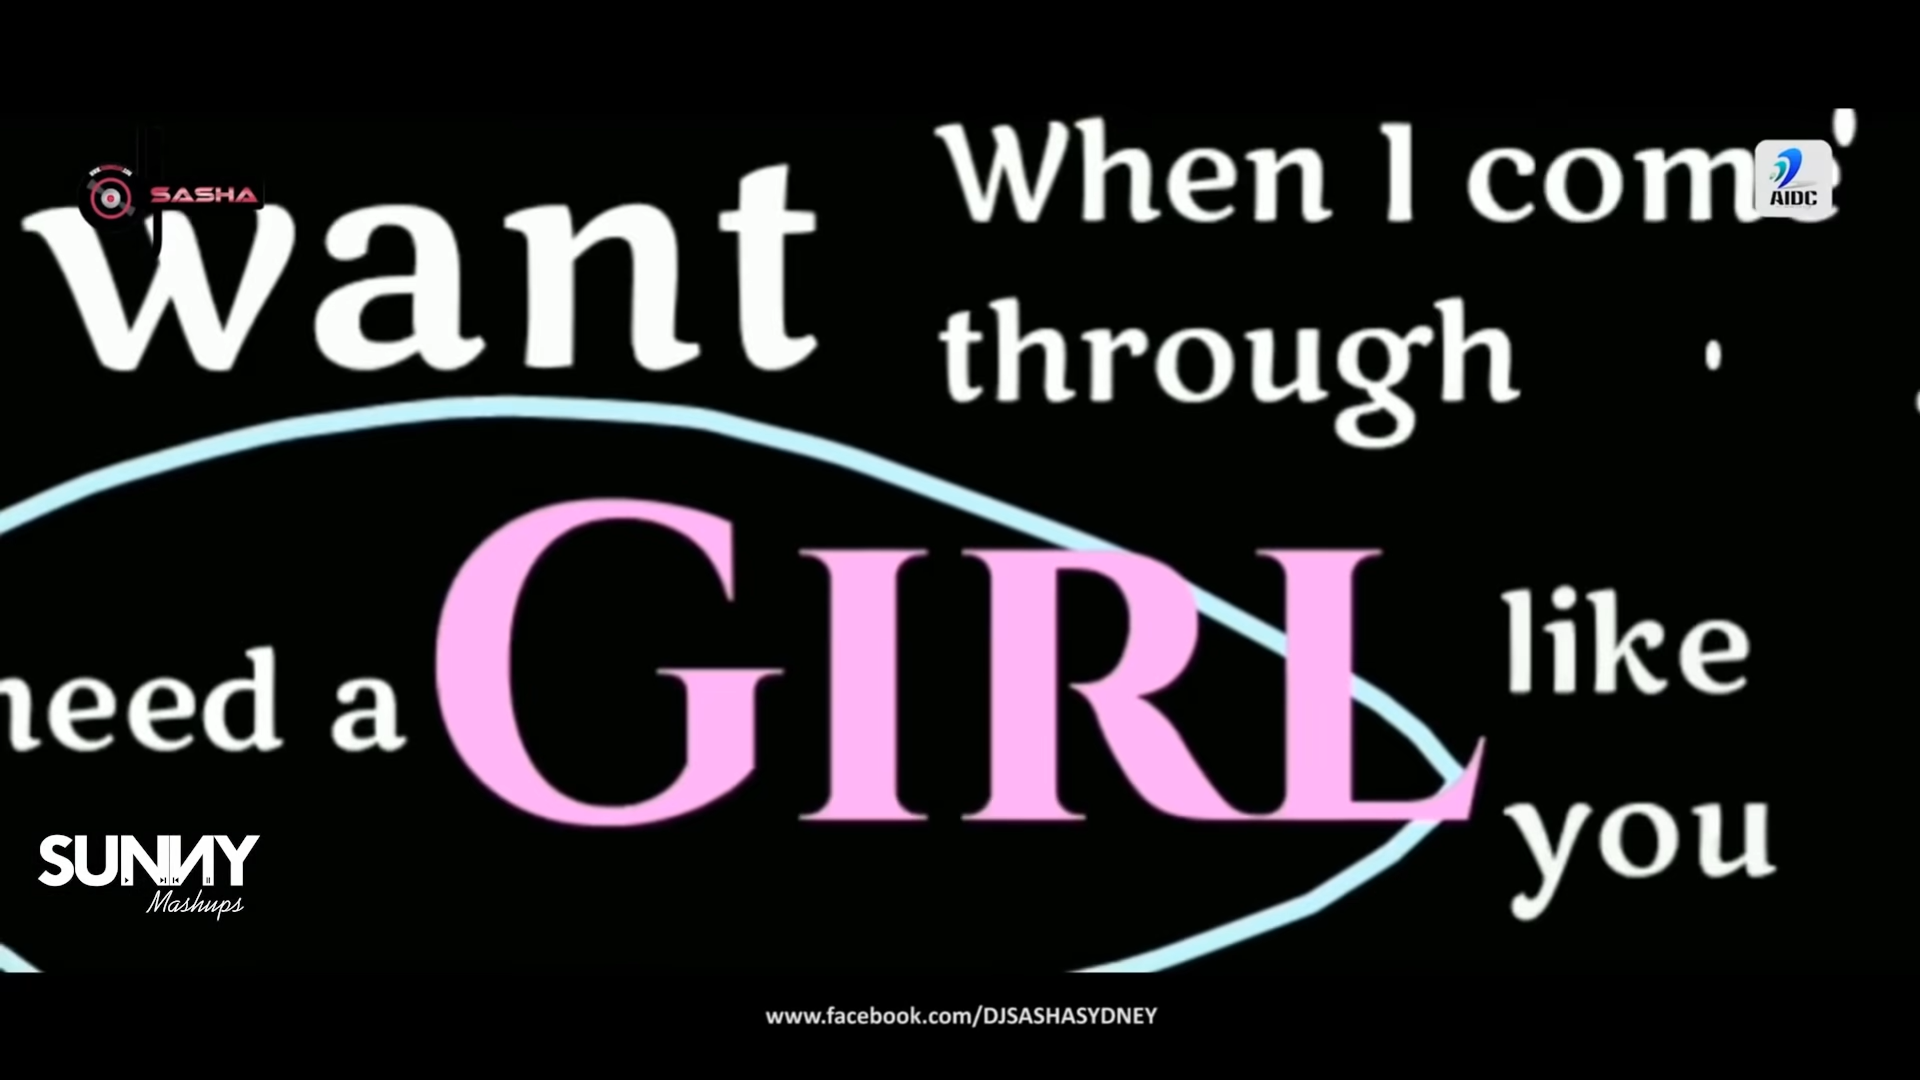 want
When I come
through
need a GIRL like
you
SASHA
AIDC
SUNNY
Mashups
www.facebook.com/DJSASHASYDNEY